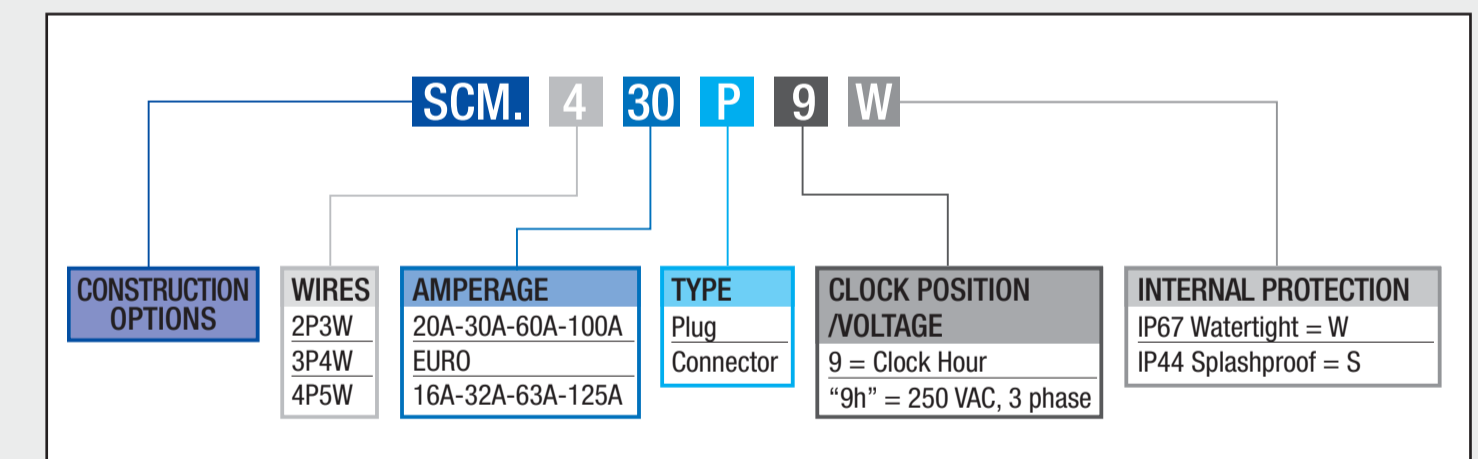 SCM. 4 30 P 9 W
CONSTRUCTION
OPTIONS
WIRES
2P3W
3P4W
4P5W
AMPERAGE
20A-30A-60A-100A
EURO
16A-32A-63A-125A
TYPE
Plug
Connector
CLOCK POSITION
/VOLTAGE
9 = Clock Hour
“9h” = 250 VAC, 3 phase
INTERNAL PROTECTION
IP67 Watertight = W
IP44 Splashproof = S